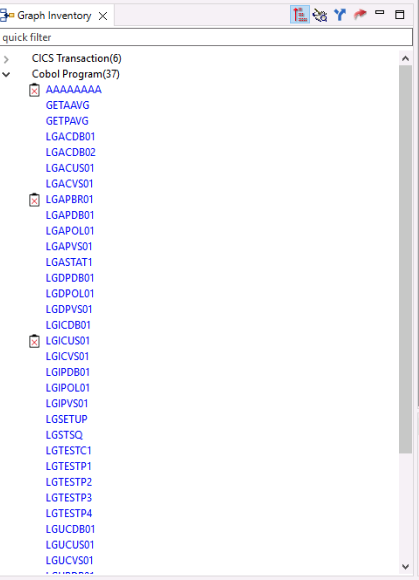 Graph Inventory
quick filter
CICS Transaction(6)
Cobol Program(37)
AAAAAAAA
GETAAVG
GETPAVG
LGACDB01
LGACDB02
LGACUS01
LGACVS01
LGAPBR01
LGAPDB01
LGAPOL01
LGAPVS01
LGASTAT1
LGDPDB01
LGDPOL01
LGDPVS01
LGICDB01
LGICUS01
LGICVS01
LGIPDB01
LGIPOL01
LGIPVS01
LGSETUP
LGSTSQ
LGTESTC1
LGTESTP1
LGTESTP2
LGTESTP3
LGTESTP4
LGUCDB01
LGUCUS01
LGUCVS01